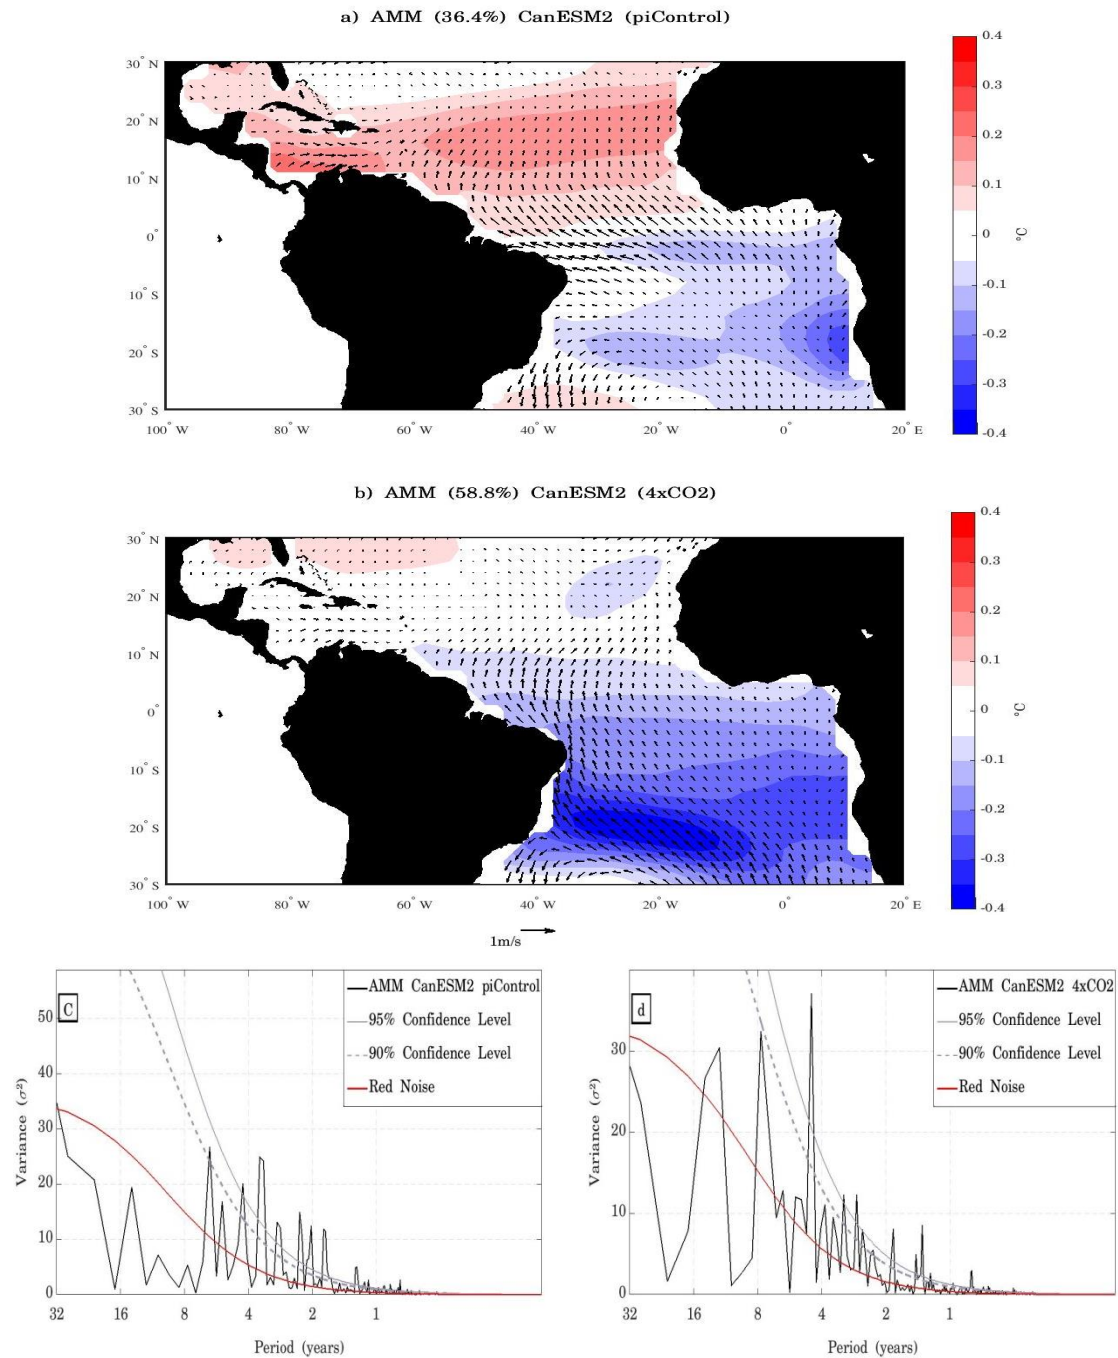 a) AMM (36.4%) CanESM2 (piControl)
30° N
20° N
10° N
0°
10° S
20° S
30° S
100° W
80° W
60° W
40° W
20° W
0°
20° E
0.4
0.3
0.2
0.1
0
-0.1
-0.2
-0.3
-0.4
°C
b) AMM (58.8%) CanESM2 (4xCO2)
30° N
20° N
10° N
0°
10° S
20° S
30° S
100° W
80° W
60° W
40° W
20° W
0°
20° E
0.4
0.3
0.2
0.1
0
-0.1
-0.2
-0.3
-0.4
°C
1m/s
C
AMM CanESM2 piControl
95% Confidence Level
90% Confidence Level
Red Noise
Variance (σ²)
50
40
30
20
10
0
32
16
8
4
2
1
Period (years)
d
AMM CanESM2 4xCO2
95% Confidence Level
90% Confidence Level
Red Noise
Variance (σ²)
30
20
10
0
32
16
8
4
2
1
Period (years)